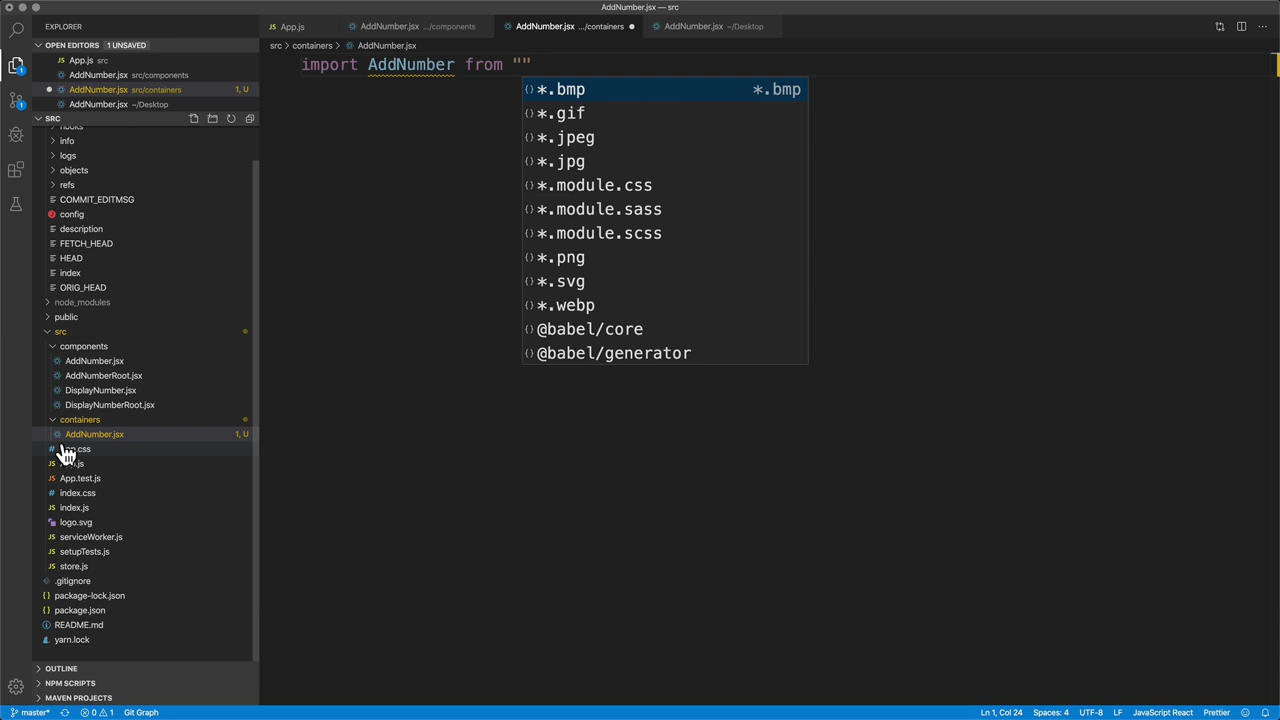 AddNumber.jsx — src
EXPLORER
App.js
AddNumber.jsx .../components
AddNumber.jsx .../containers
AddNumber.jsx ~/Desktop
OPEN EDITORS 1 UNSAVED
src > containers > AddNumber.jsx
App.js src
AddNumber.jsx src/components
AddNumber.jsx src/containers 1, U
AddNumber.jsx ~/Desktop
SRC
import AddNumber from ""
*.bmp *.bmp
*.gif
*.jpeg
*.jpg
*.module.css
*.module.sass
*.module.scss
*.png
*.svg
*.webp
@babel/core
@babel/generator
hooks
info
logs
objects
refs
COMMIT_EDITMSG
config
description
FETCH_HEAD
HEAD
index
ORIG_HEAD
node_modules
public
src
components
AddNumber.jsx
AddNumberRoot.jsx
DisplayNumber.jsx
DisplayNumberRoot.jsx
containers
AddNumber.jsx 1, U
App.test.js
index.css
index.js
logo.svg
serviceWorker.js
setupTests.js
store.js
.gitignore
package-lock.json
package.json
README.md
yarn.lock
OUTLINE
NPM SCRIPTS
MAVEN PROJECTS
master* 0 1 Git Graph
Ln 1, Col 24 Spaces: 4 UTF-8 LF JavaScript React Prettier